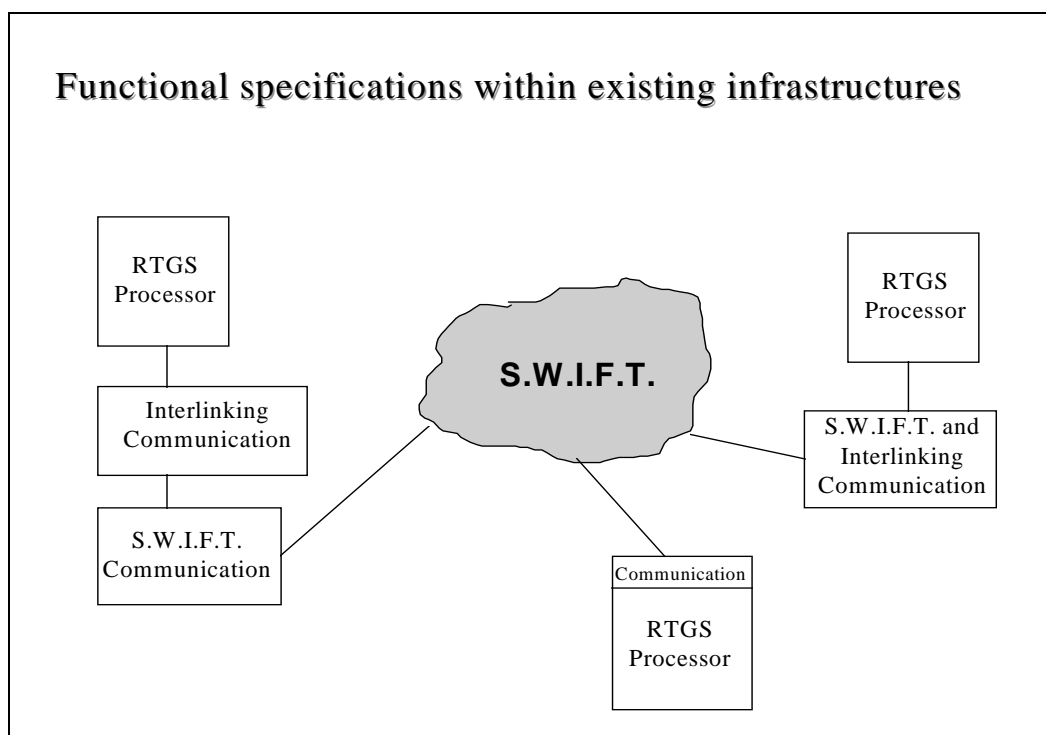 Functional specifications within existing infrastructures
RTGS
Processor
Interlinking
Communication
S.W.I.F.T.
Communication
S.W.I.F.T.
Communication
RTGS
Processor
RTGS
Processor
S.W.I.F.T. and
Interlinking
Communication